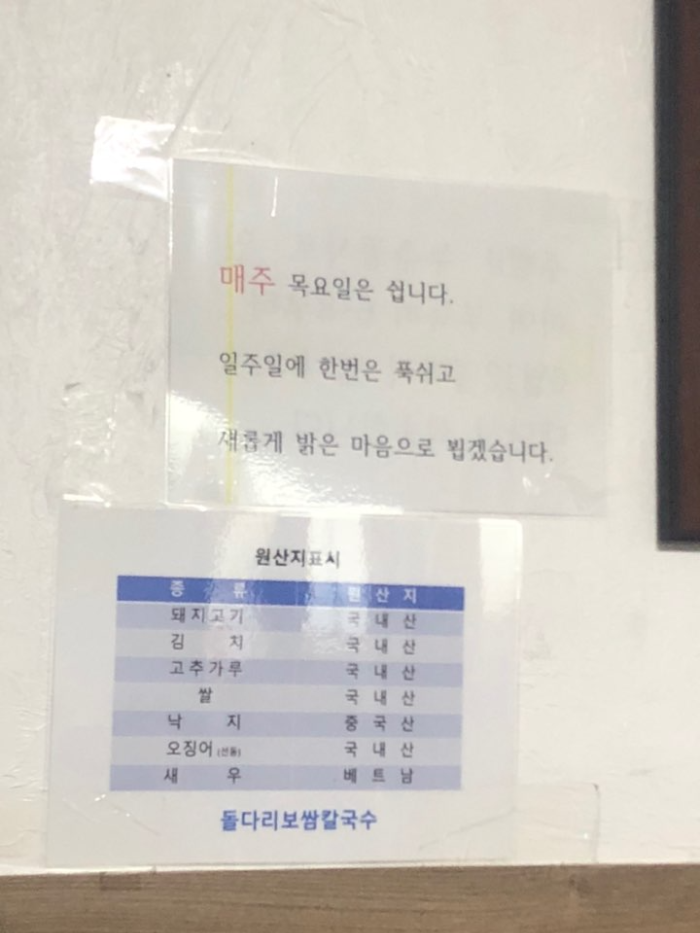 매주 목요일은 쉽니다.
일주일에 한번은 푹쉬고
새롭게 밝은 마음으로 뵙겠습니다.
원산지표시
종 류 원 산 지
돼지고기 국 내 산
김 치 국 내 산
고추가루 국 내 산
쌀 국 내 산
낙 지 중 국 산
오징어(선동) 국 내 산
새 우 베 트 남
돌다리보쌈칼국수